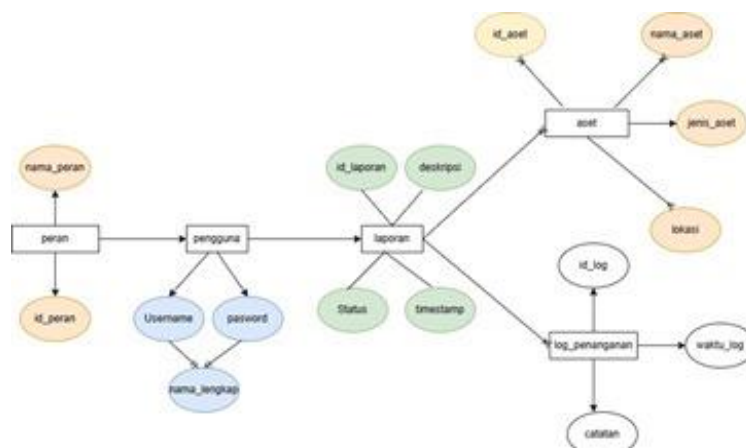 id_aset
nama_aset
aset
jenis_aset
nama_peran
id_laporan
deskripsi
lokasi
peran
pengguna
laporan
id_log
id_peran
Username
pasword
Status
timestamp
log_penanganan
waktu_log
nama_lengkap
catatan